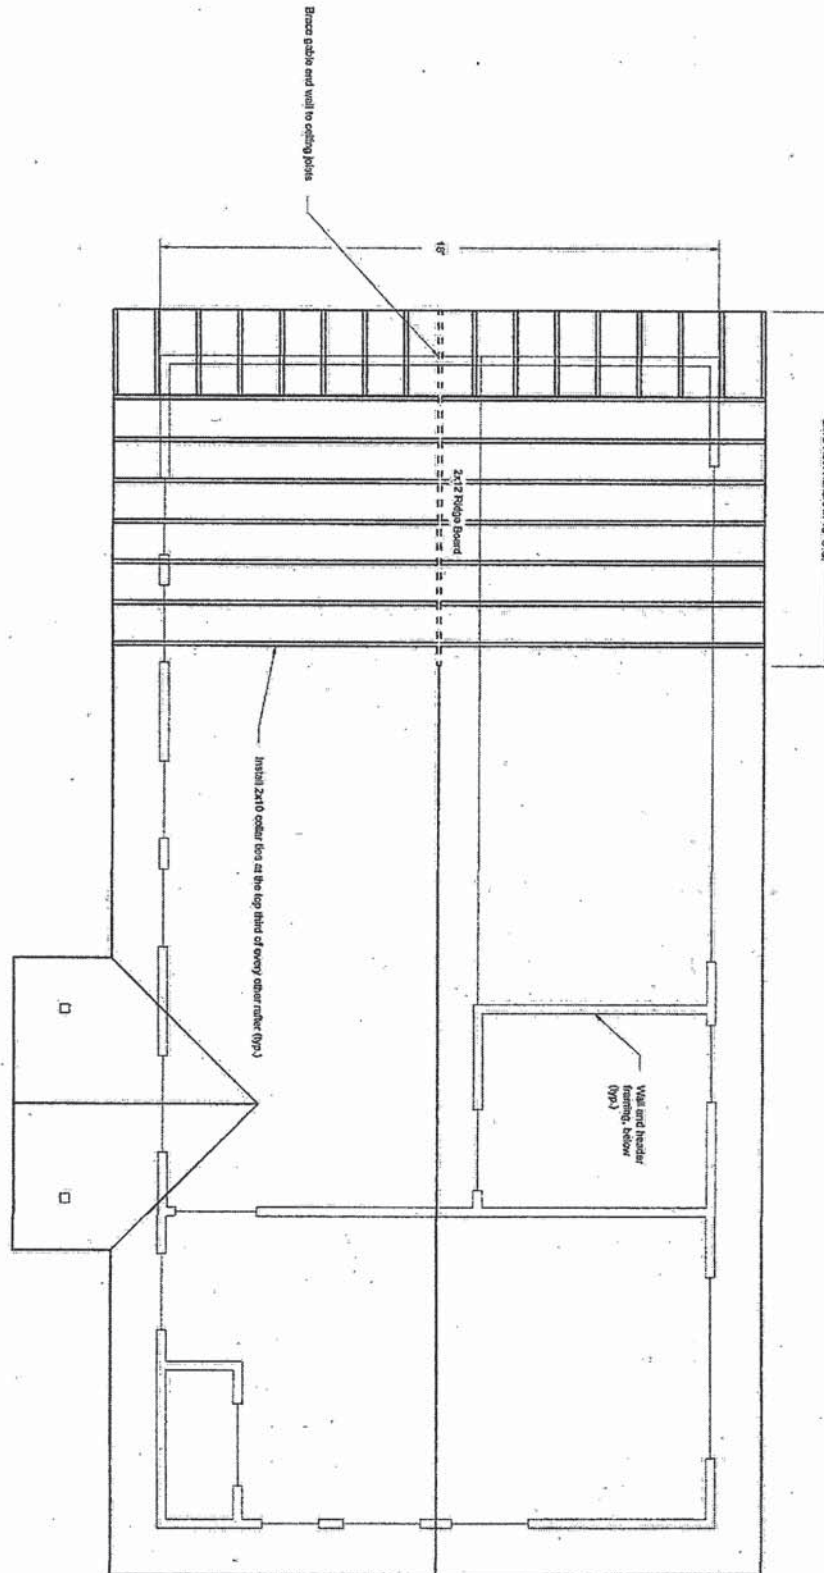 Brace gable end wall to ceiling joists
18'
2x12 Ridge Board
Install 2x10 collar ties at the top third of every other rafter (typ.)
Wall and header
framing, below
(typ.)